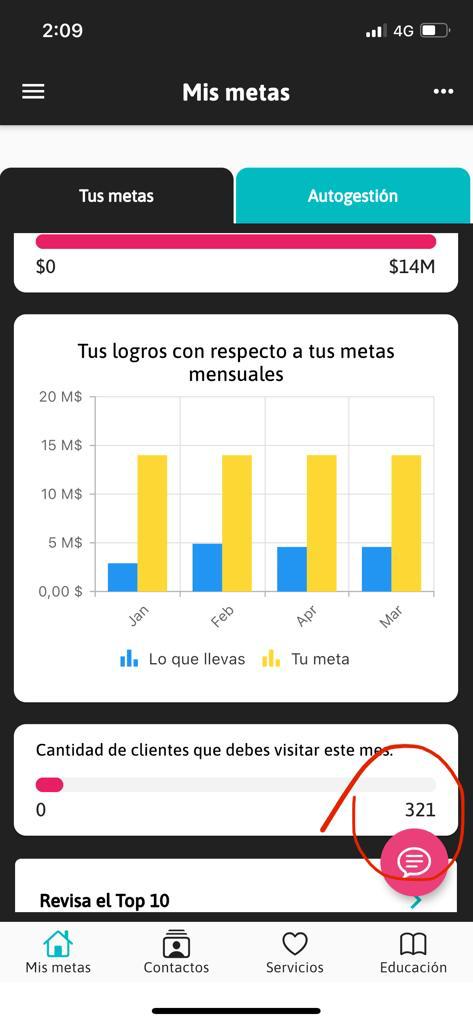 2:09
4G
Mis metas
Tus metas
Autogestión
$0
$14M
Tus logros con respecto a tus metas
mensuales
20 M$
15 M$
10 M$
5 M$
0,00 $
Jan
Feb
Apr
Mar
Lo que llevas
Tu meta
Cantidad de clientes que debes visitar este mes.
0
321
Revisa el Top 10
Mis metas
Contactos
Servicios
Educación